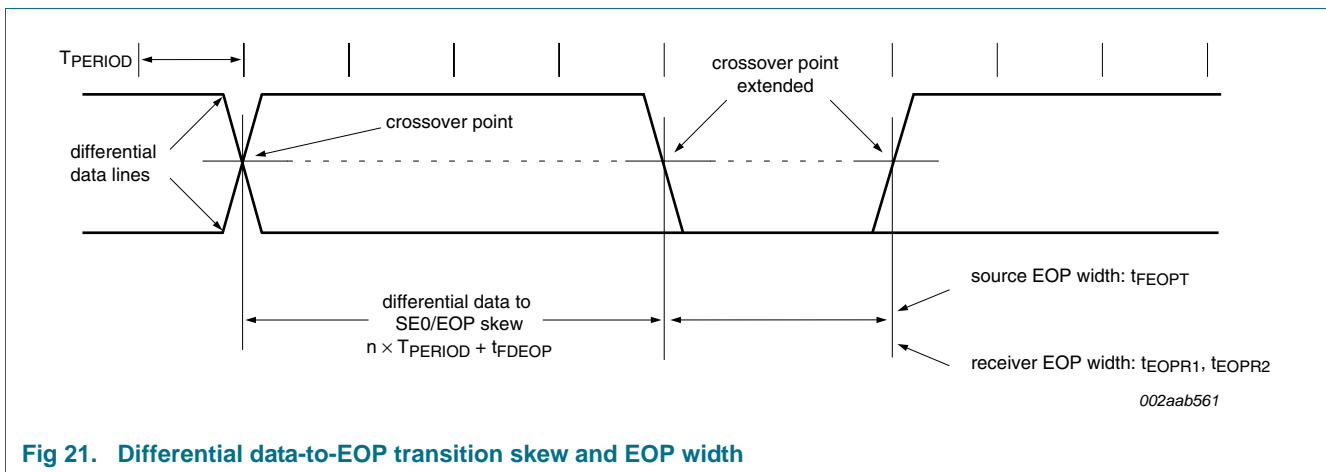 TPERIOD
crossover point
extended
crossover point
differential
data lines
differential data to
SE0/EOP skew
n × TPERIOD + tFDEOP
source EOP width: tFEOPT
receiver EOP width: tEOPR1, tEOPR2
002aab561
Fig 21. Differential data-to-EOP transition skew and EOP width